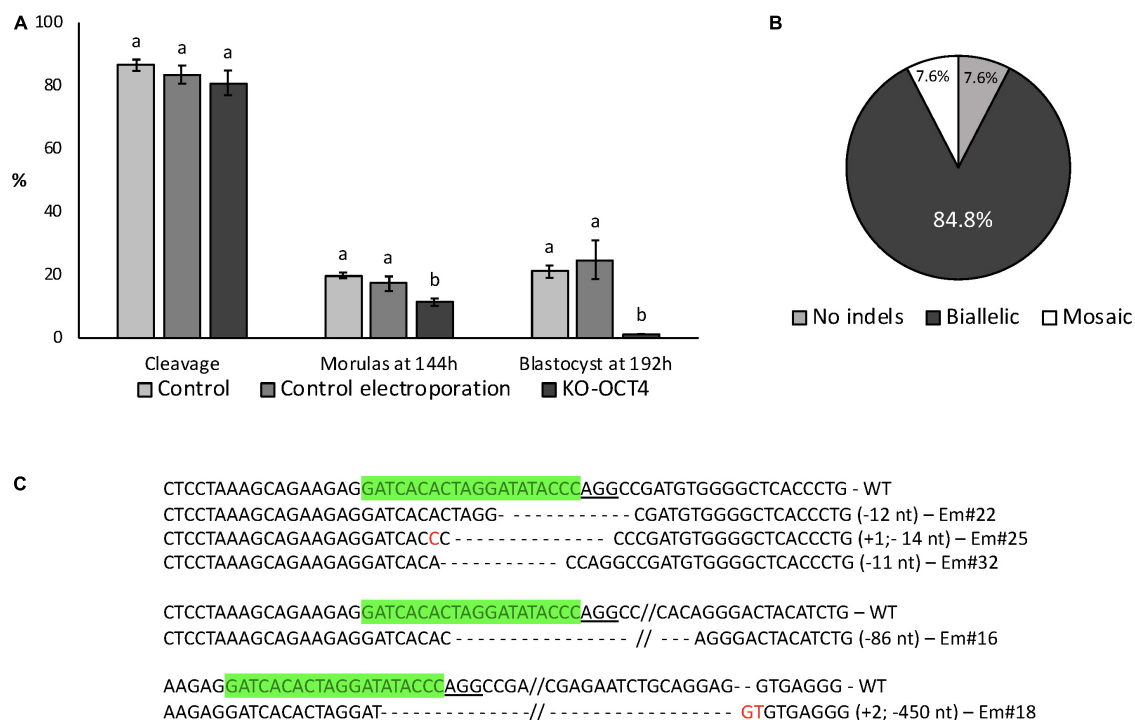 A
B
100
80
60
40
20
0
%
a a a
a a b
a a b
Cleavage
Morulas at 144h
Blastocyst at 192h
Control
Control electroporation
KO-OCT4
7.6%
7.6%
84.8%
No indels
Biallelic
Mosaic
C
CTCCTAAAGCAGAAGAGGATCACACTAGGATATACCCAGGCCGATGTGGGGCTCACCCTG - WT
CTCCTAAAGCAGAAGAGGATCACACTAGG- - - - - - - - - - - - CGATGTGGGGCTCACCCTG (-12 nt) – Em#22
CTCCTAAAGCAGAAGAGGATCACCC - - - - - - - - - - - - - - CCCGATGTGGGGCTCACCCTG (+1;- 14 nt) – Em#25
CTCCTAAAGCAGAAGAGGATCACA- - - - - - - - - - - CCAGGCCGATGTGGGGCTCACCCTG (-11 nt) – Em#32
CTCCTAAAGCAGAAGAGGATCACACTAGGATATACCCAGGCC//CACAGGGACTACATCTG – WT
CTCCTAAAGCAGAAGAGGATCACAC - - - - - - - - - - - - - - - - // - - - AGGGACTACATCTG (-86 nt) – Em#16
AAGAGGATCACACTAGGATATACCCAGGCCGA//CGAGAATCTGCAGGAG- - GTGAGGG - WT
AAGAGGATCACACTAGGAT- - - - - - - - - - - - - -// - - - - - - - - - - - - - - - - - GTGTGAGGG (+2; -450 nt) – Em#18